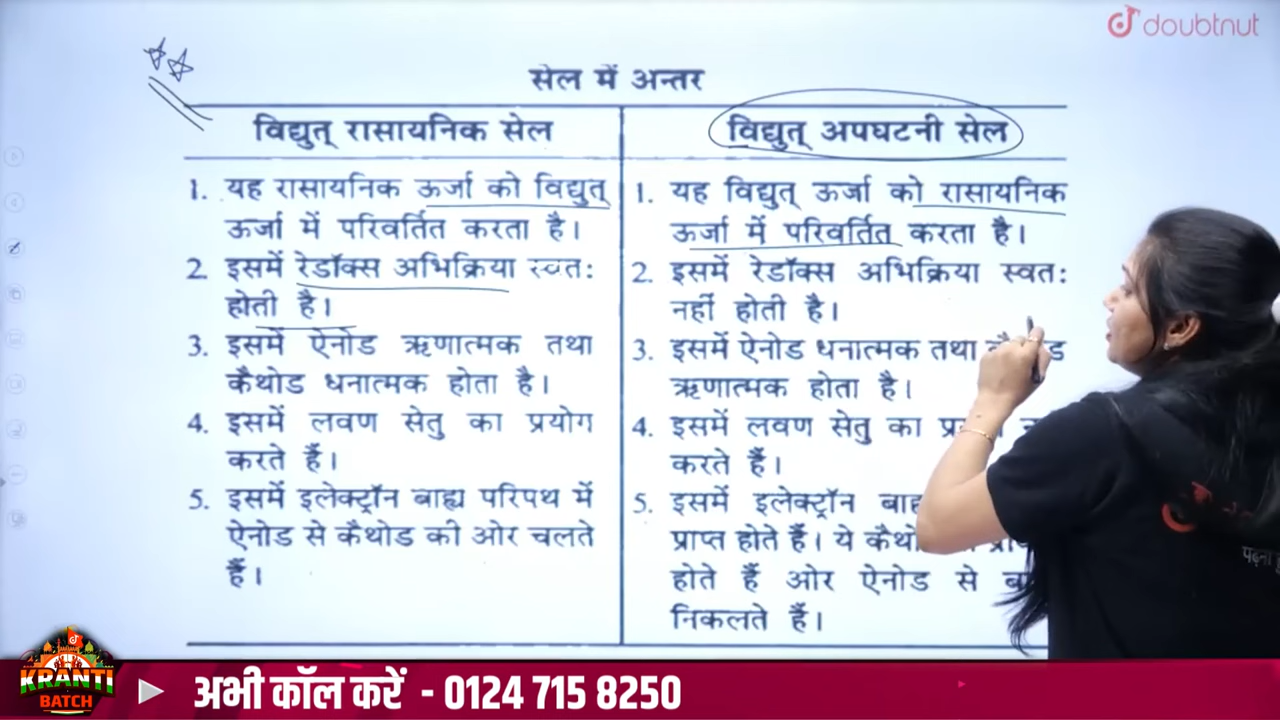 doubtnut
सेल में अन्तर
विद्युत् रासायनिक सेल
1. यह रासायनिक ऊर्जा को विद्युत्
ऊर्जा में परिवर्तित करता है।
2. इसमें रेडॉक्स अभिक्रिया स्वतः
होती है।
3. इसमें ऐनोड ऋणात्मक तथा
कैथोड धनात्मक होता है।
4. इसमें लवण सेतु का प्रयोग
करते हैं।
5. इसमें इलेक्ट्रॉन बाह्य परिपथ में
ऐनोड से कैथोड की ओर चलते
हैं।
विद्युत् अपघटनी सेल
1. यह विद्युत् ऊर्जा को रासायनिक
ऊर्जा में परिवर्तित करता है।
2. इसमें रेडॉक्स अभिक्रिया स्वतः
नहीं होती है।
3. इसमें ऐनोड धनात्मक तथा
ऋणात्मक होता है।
4. इसमें लवण सेतु का
करते हैं।
5. इसमें इलेक्ट्रॉन
प्राप्त होते हैं। ये
होते हैं ओर ऐनोड से
निकलते हैं।
KRANTI
BATCH
अभी कॉल करें - 0124 715 8250